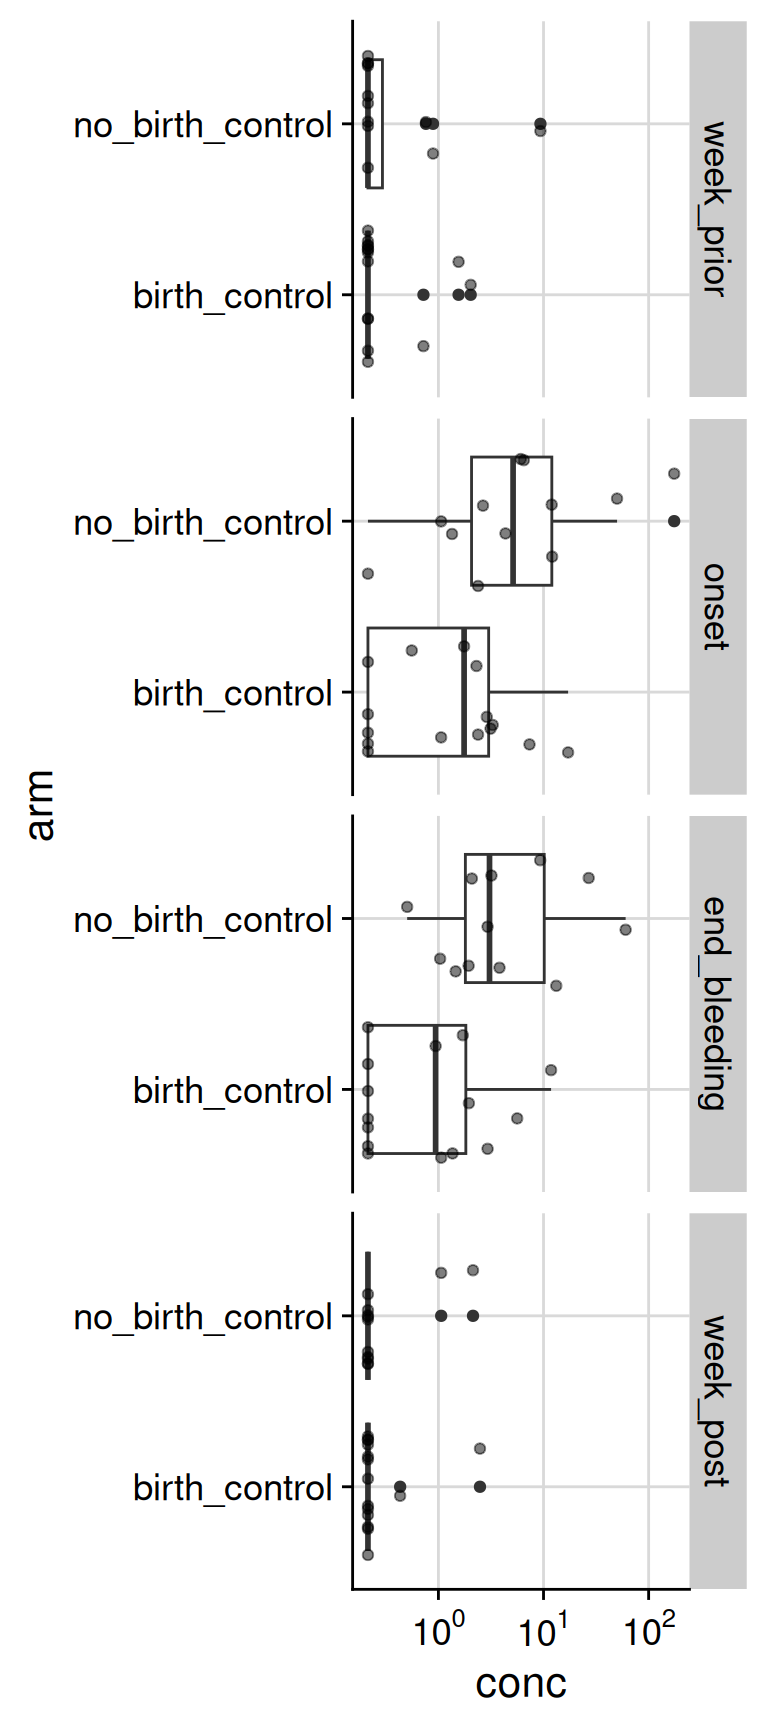 no_birth_control
birth_control
week_prior
no_birth_control
birth_control
onset
no_birth_control
birth_control
end_bleeding
no_birth_control
birth_control
week_post
arm
10⁰ 10¹ 10²
conc